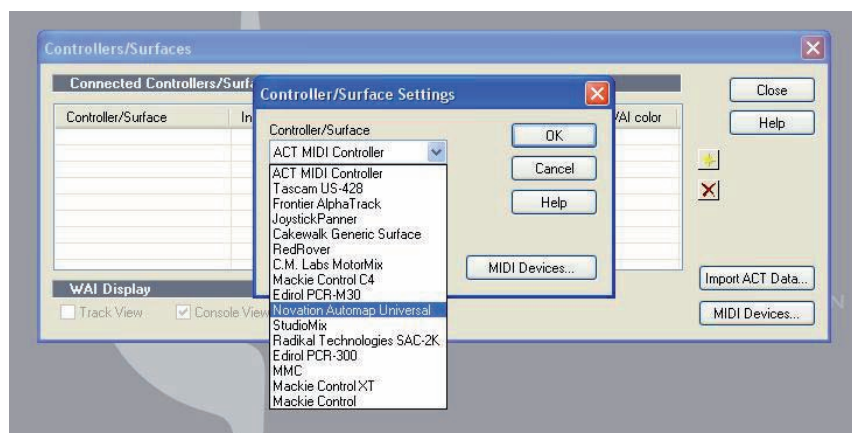 Controllers/Surfaces
Connected Controllers/Surfa
Controller/Surface
In
/AI color
Close
Help
Controller/Surface Settings
Controller/Surface
ACT MIDI Controller
OK
Cancel
Help
MIDI Devices...
ACT MIDI Controller
Tascam US-428
Frontier AlphaTrack
JoystickPanner
Cakewalk Generic Surface
RedRover
C.M. Labs MotorMix
Mackie Control C4
Edirol PCR-M30
Novation Automap Universal
StudioMix
Radikal Technologies SAC-2K
Edirol PCR-300
MMC
Mackie Control XT
Mackie Control
WAI Display
Track View
Console View
Import ACT Data...
MIDI Devices...
N